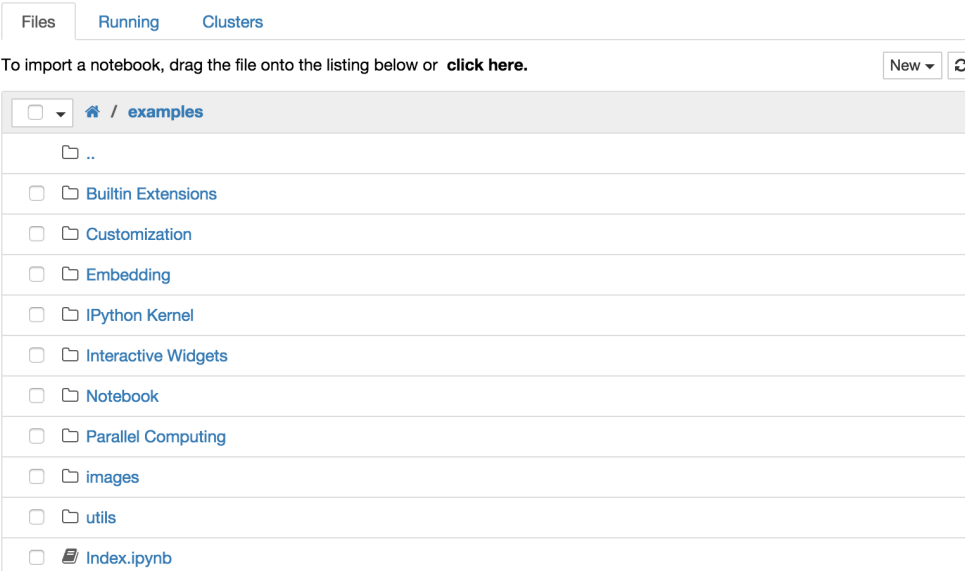 Files Running Clusters
To import a notebook, drag the file onto the listing below or click here. New
/ examples
..
Builtin Extensions
Customization
Embedding
IPython Kernel
Interactive Widgets
Notebook
Parallel Computing
images
utils
Index.ipynb